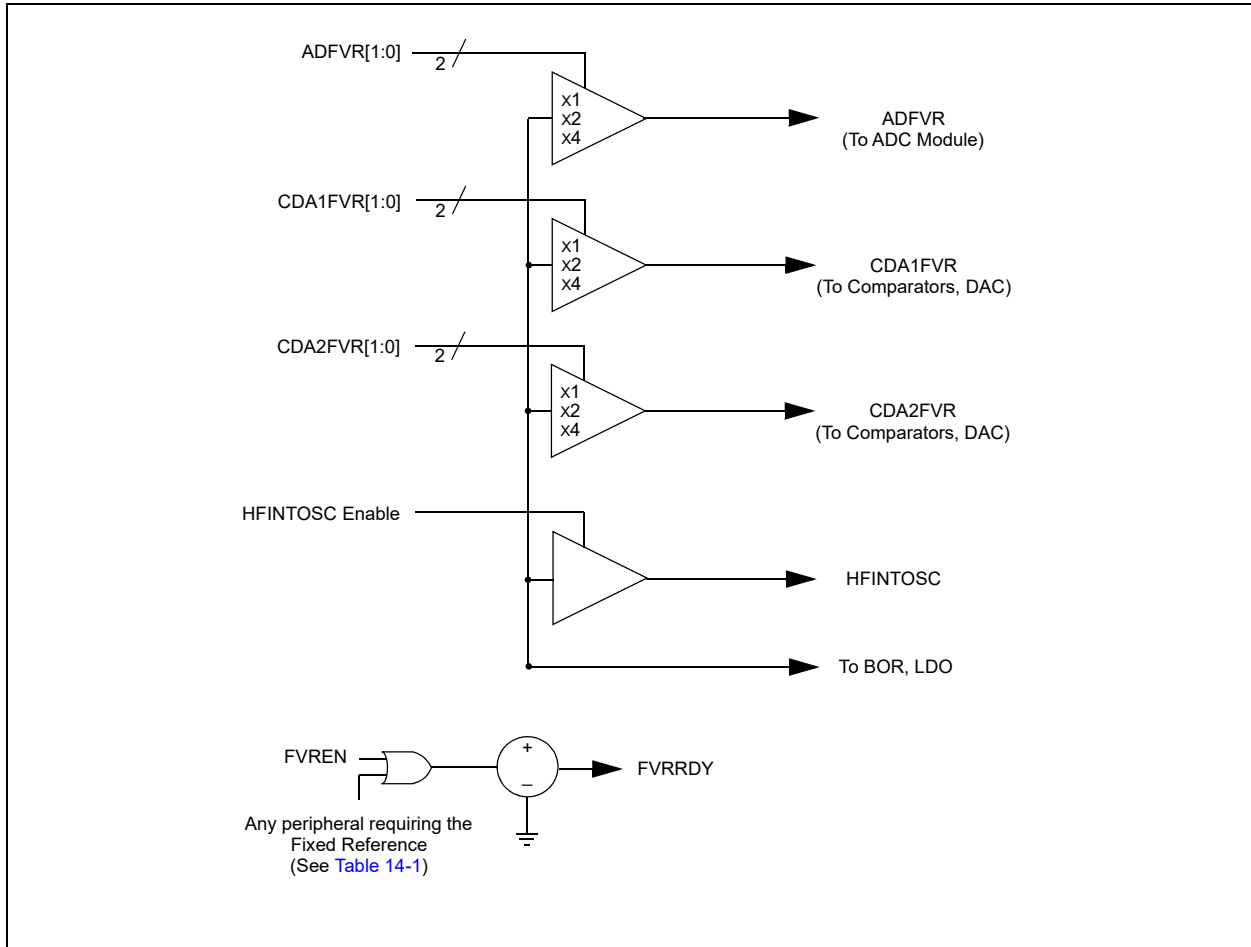 ADFVR[1:0]
2
x1
x2
x4
ADFVR
(To ADC Module)
CDA1FVR[1:0]
2
x1
x2
x4
CDA1FVR
(To Comparators, DAC)
CDA2FVR[1:0]
2
x1
x2
x4
CDA2FVR
(To Comparators, DAC)
HFINTOSC Enable
HFINTOSC
To BOR, LDO
FVREN
+
_
FVRRDY
Any peripheral requiring the
Fixed Reference
(See Table 14-1)